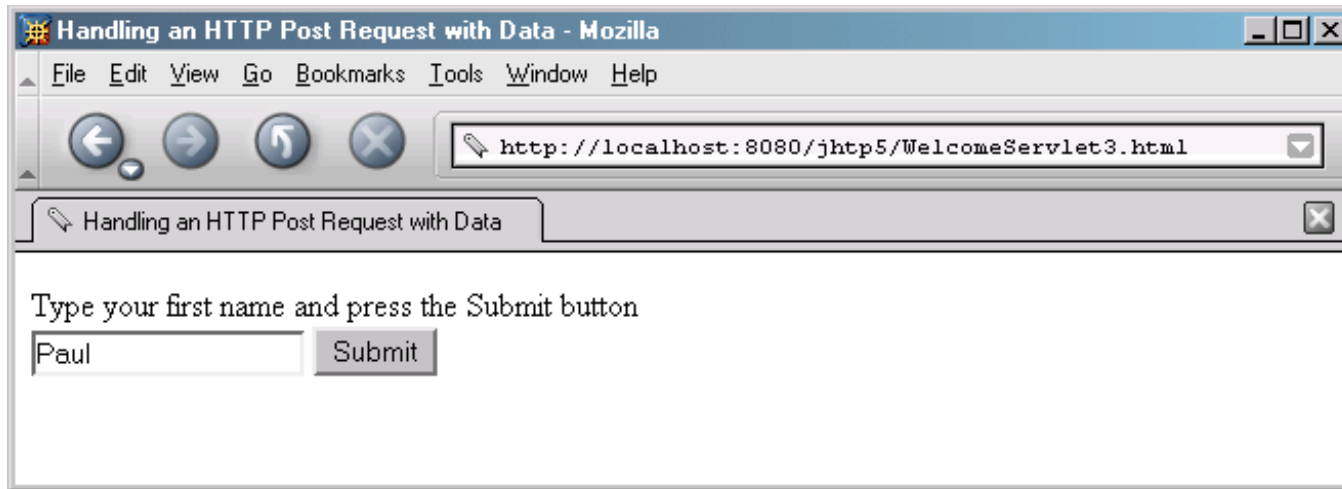 Handling an HTTP Post Request with Data - Mozilla
File Edit View Go Bookmarks Tools Window Help
http://localhost:8080/jhtp5/WelcomeServlet3.html
Handling an HTTP Post Request with Data
Type your first name and press the Submit button
Paul Submit